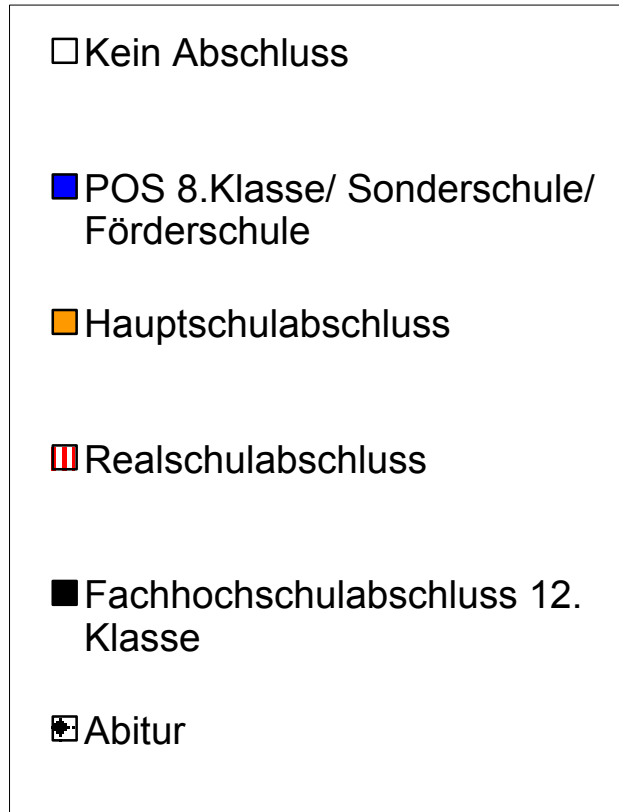 Kein Abschluss
POS 8.Klasse/ Sonderschule/
Förderschule
Hauptschulabschluss
Realschulabschluss
Fachhochschulabschluss 12.
Klasse
Abitur